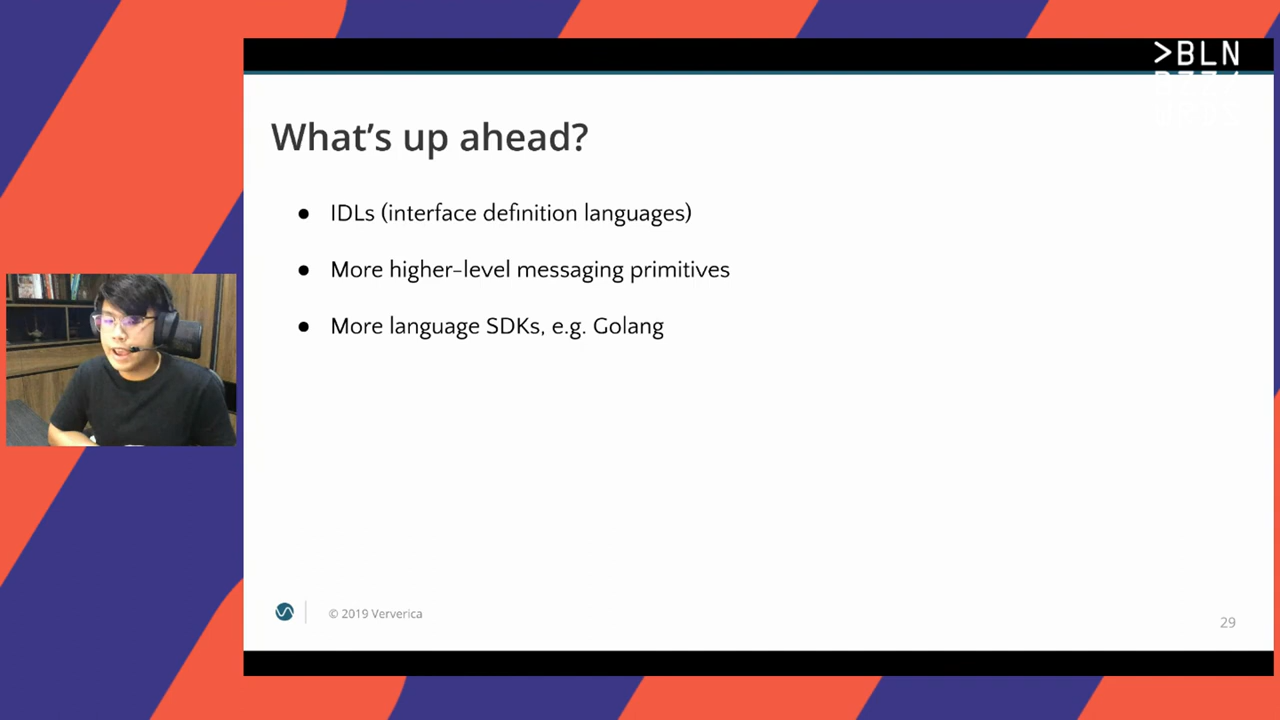 >BLN
What's up ahead?
● IDLs (interface definition languages)
● More higher-level messaging primitives
● More language SDKs, e.g. Golang
© 2019 Ververica
29